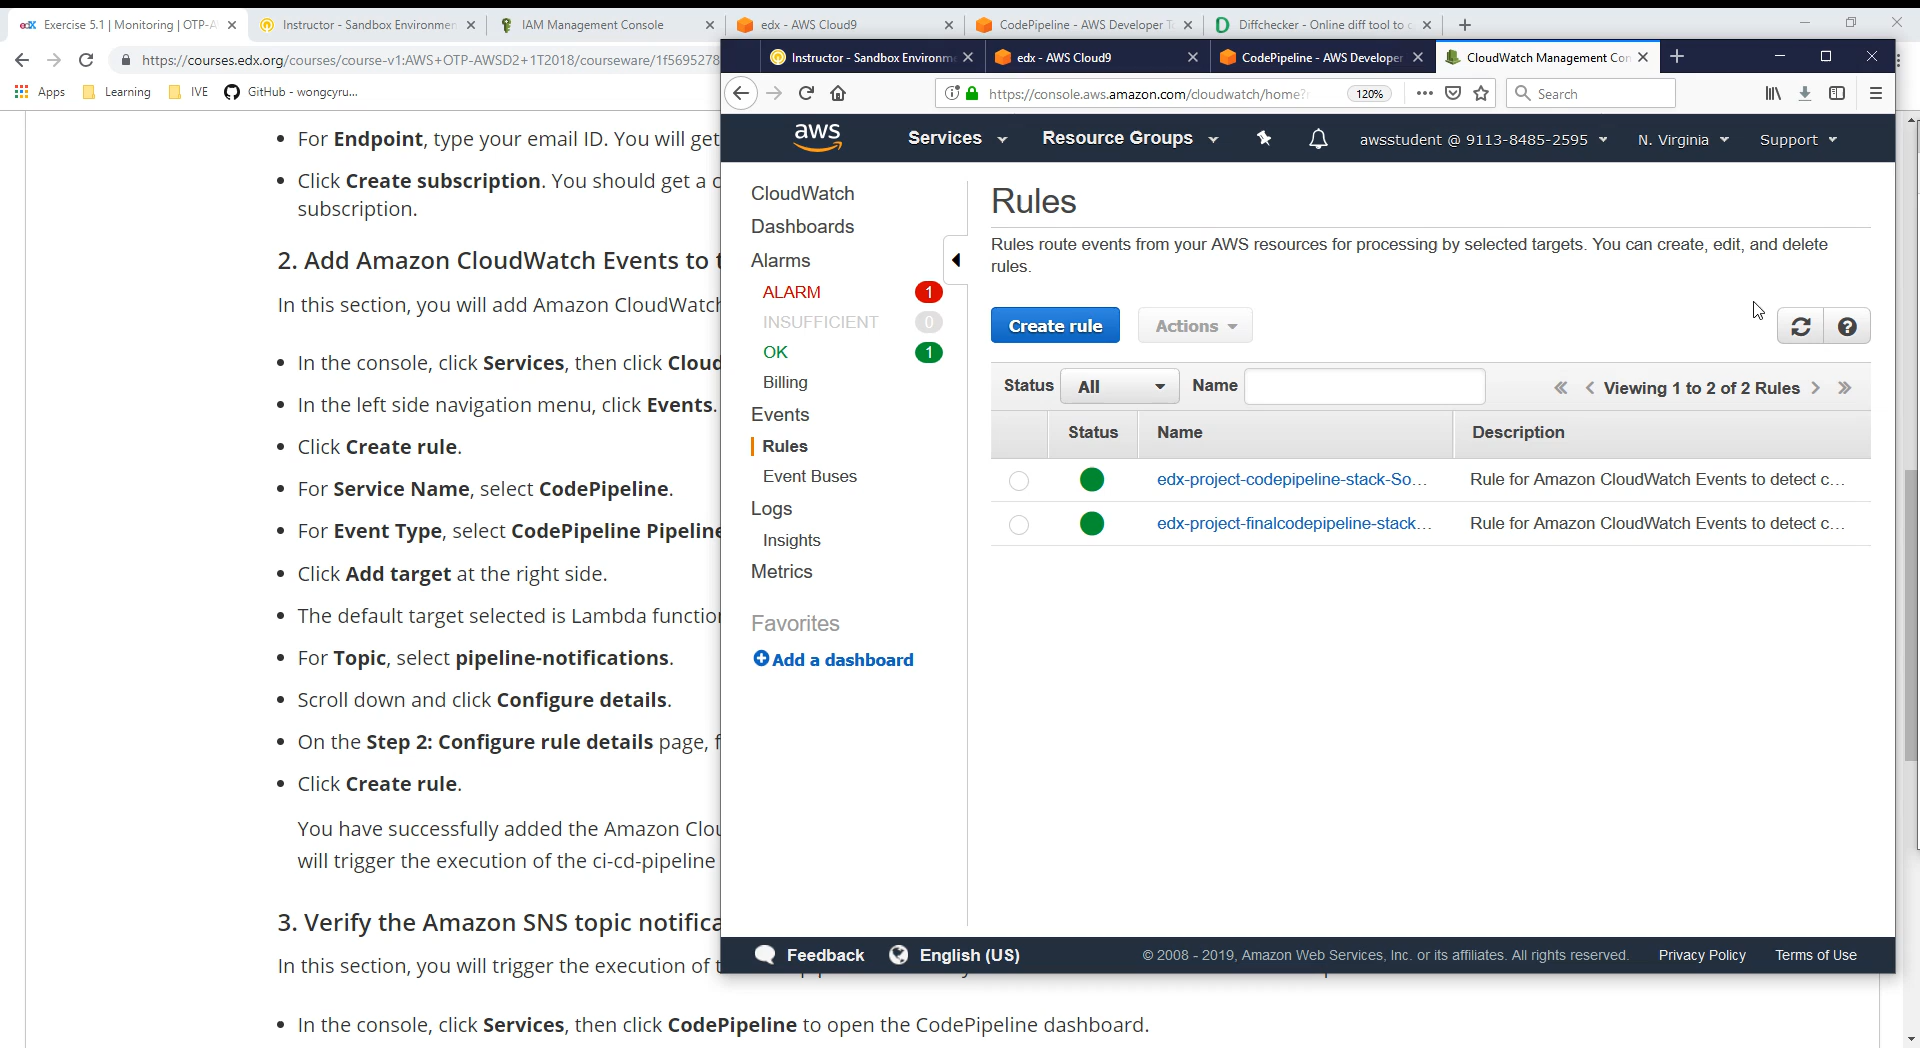 Exercise 5.1 | Monitoring | OTP-A
Instructor - Sandbox Environmen
IAM Management Console
edx - AWS Cloud9
CodePipeline - AWS Developer T
Diffchecker - Online diff tool to c
https://courses.edx.org/courses/course-v1:AWS+OTP-AWSD2+1T2018/courseware/1f5695278
Apps
Learning
IVE
GitHub - wongcyru...
• For Endpoint, type your email ID. You will get
• Click Create subscription. You should get a c
subscription.
2. Add Amazon CloudWatch Events to t
In this section, you will add Amazon CloudWatch
• In the console, click Services, then click Cloud
• In the left side navigation menu, click Events.
• Click Create rule.
• For Service Name, select CodePipeline.
• For Event Type, select CodePipeline Pipeline
• Click Add target at the right side.
• The default target selected is Lambda function
• For Topic, select pipeline-notifications.
• Scroll down and click Configure details.
• On the Step 2: Configure rule details page, f
• Click Create rule.
You have successfully added the Amazon Clou
will trigger the execution of the ci-cd-pipeline
3. Verify the Amazon SNS topic notifica
In this section, you will trigger the execution of t
• In the console, click Services, then click CodePipeline to open the CodePipeline dashboard.
Instructor - Sandbox Environm
edx - AWS Cloud9
CodePipeline - AWS Developer
CloudWatch Management Con
https://console.aws.amazon.com/cloudwatch/home?
120%
Search
aws
Services
Resource Groups
awsstudent @ 9113-8485-2595
N. Virginia
Support
CloudWatch
Dashboards
Alarms
ALARM 1
INSUFFICIENT 0
OK 1
Billing
Events
Rules
Event Buses
Logs
Insights
Metrics
Favorites
Add a dashboard
Rules
Rules route events from your AWS resources for processing by selected targets. You can create, edit, and delete
rules.
Create rule
Actions
Status All
Name
« ‹ Viewing 1 to 2 of 2 Rules › »
Status Name Description
edx-project-codepipeline-stack-So... Rule for Amazon CloudWatch Events to detect c...
edx-project-finalcodepipeline-stack... Rule for Amazon CloudWatch Events to detect c...
Feedback
English (US)
© 2008 - 2019, Amazon Web Services, Inc. or its affiliates. All rights reserved.
Privacy Policy
Terms of Use